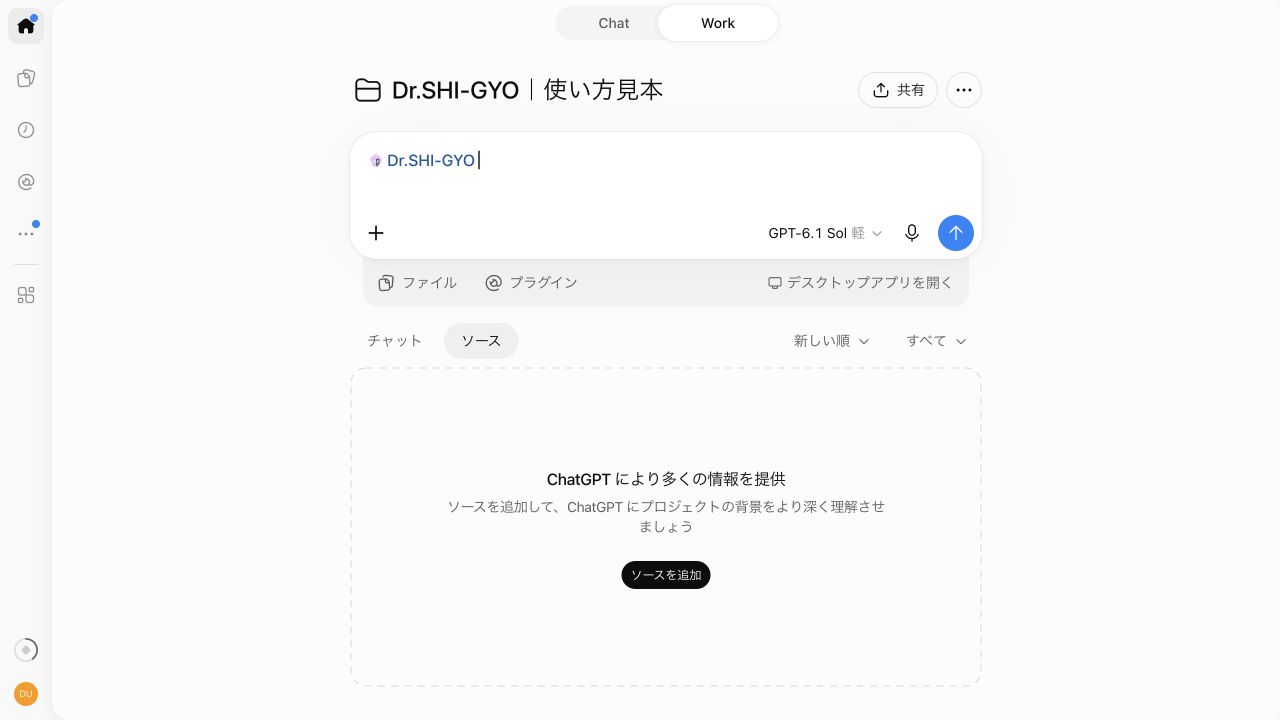 Chat
Work
Dr.SHI-GYO｜使い方見本
共有
Dr.SHI-GYO
GPT-6.1 Sol 軽
ファイル
プラグイン
デスクトップアプリを開く
チャット
ソース
新しい順
すべて
ChatGPT により多くの情報を提供
ソースを追加して、ChatGPT にプロジェクトの背景をより深く理解させ
ましょう
ソースを追加
DU